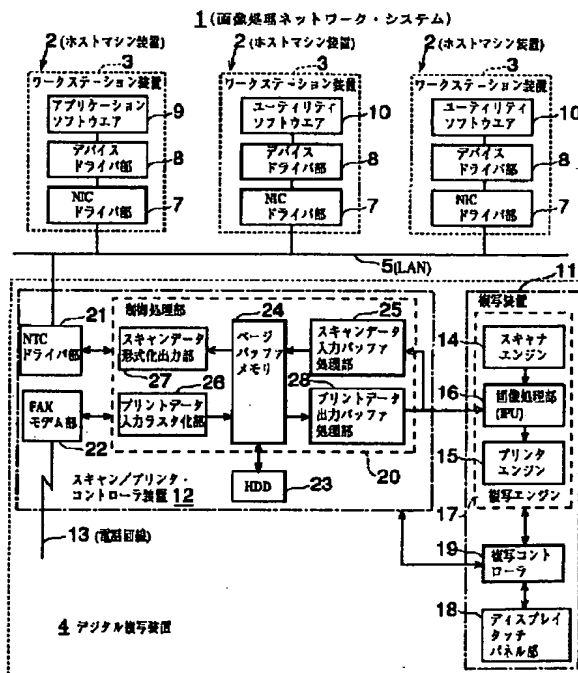 1 (画像処理ネットワーク・システム)
2 (ホストマシン装置)
2 (ホストマシン装置)
2 (ホストマシン装置)
3
3
3
ワークステーション装置
アプリケーション
ソフトウエア
9
デバイス
ドライバ部
8
NIC
ドライバ部
7
ワークステーション装置
ユーティリティ
ソフトウエア
10
デバイス
ドライバ部
8
NIC
ドライバ部
7
ワークステーション装置
ユーティリティ
ソフトウエア
10
デバイス
ドライバ部
8
NIC
ドライバ部
7
5(LAN)
21
NTC
ドライバ部
FAX
モデム部
22
制御処理部
24
25
スキャンデータ
形式化出力部
27
26
プリントデータ
入力ラスタ化部
ページ
バッファ
メモリ
スキャンデータ
入力バッファ
処理部
28
プリントデータ
出力バッファ
処理部
20
HDD
23
スキャン/プリンタ・
コントローラ装置 12
13 (電話回線)
4 デジタル複写装置
11
複写装置
14
スキャナ
エンジン
16
画像処理部
(IPU)
15
プリンタ
エンジン
複写エンジン
17
19
複写コント
ローラ
18
ディスプレイ
タッチ
パネル部